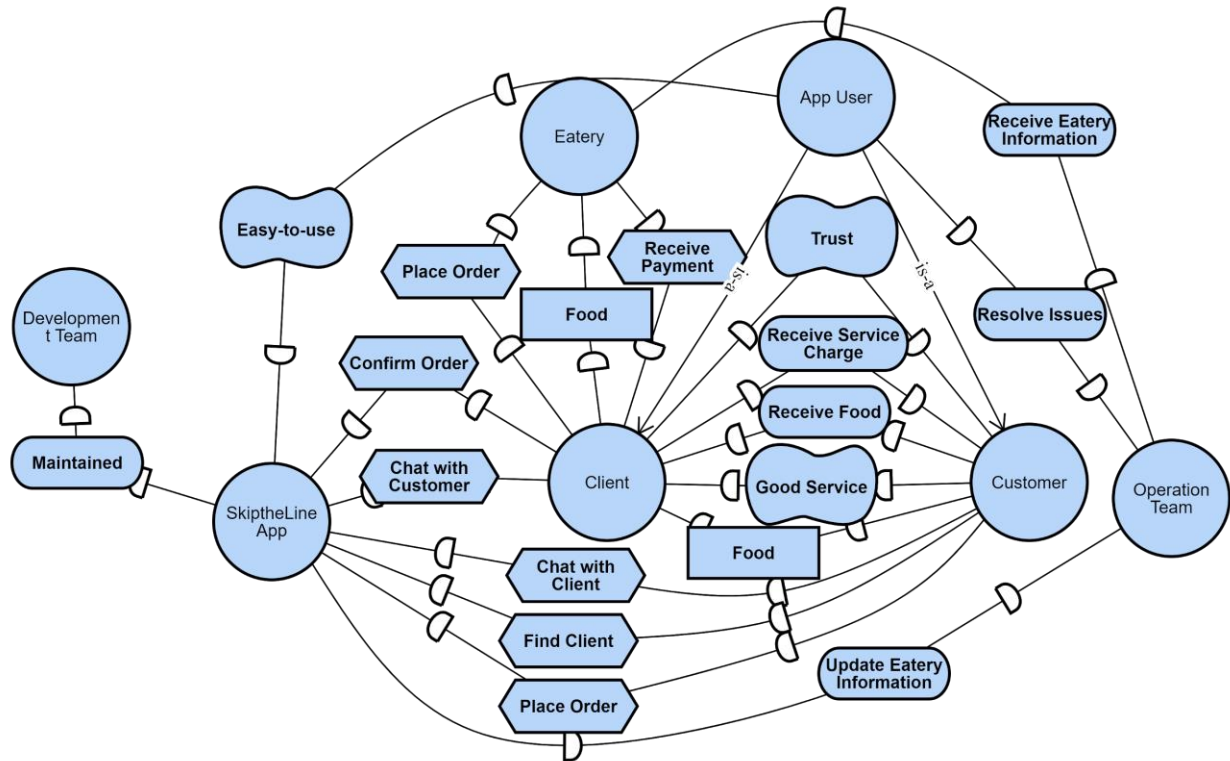 App User
Receive Eatery
Information
Eatery
Easy-to-use
Trust
Place Order
Receive
Payment
is-a
is-a
Developmen
t Team
Food
Resolve Issues
Receive Service
Charge
Confirm Order
Receive Food
Maintained
Chat with
Customer
Client
Good Service
Customer
Operation
Team
SkiptheLine
App
Food
Chat with
Client
Find Client
Update Eatery
Information
Place Order